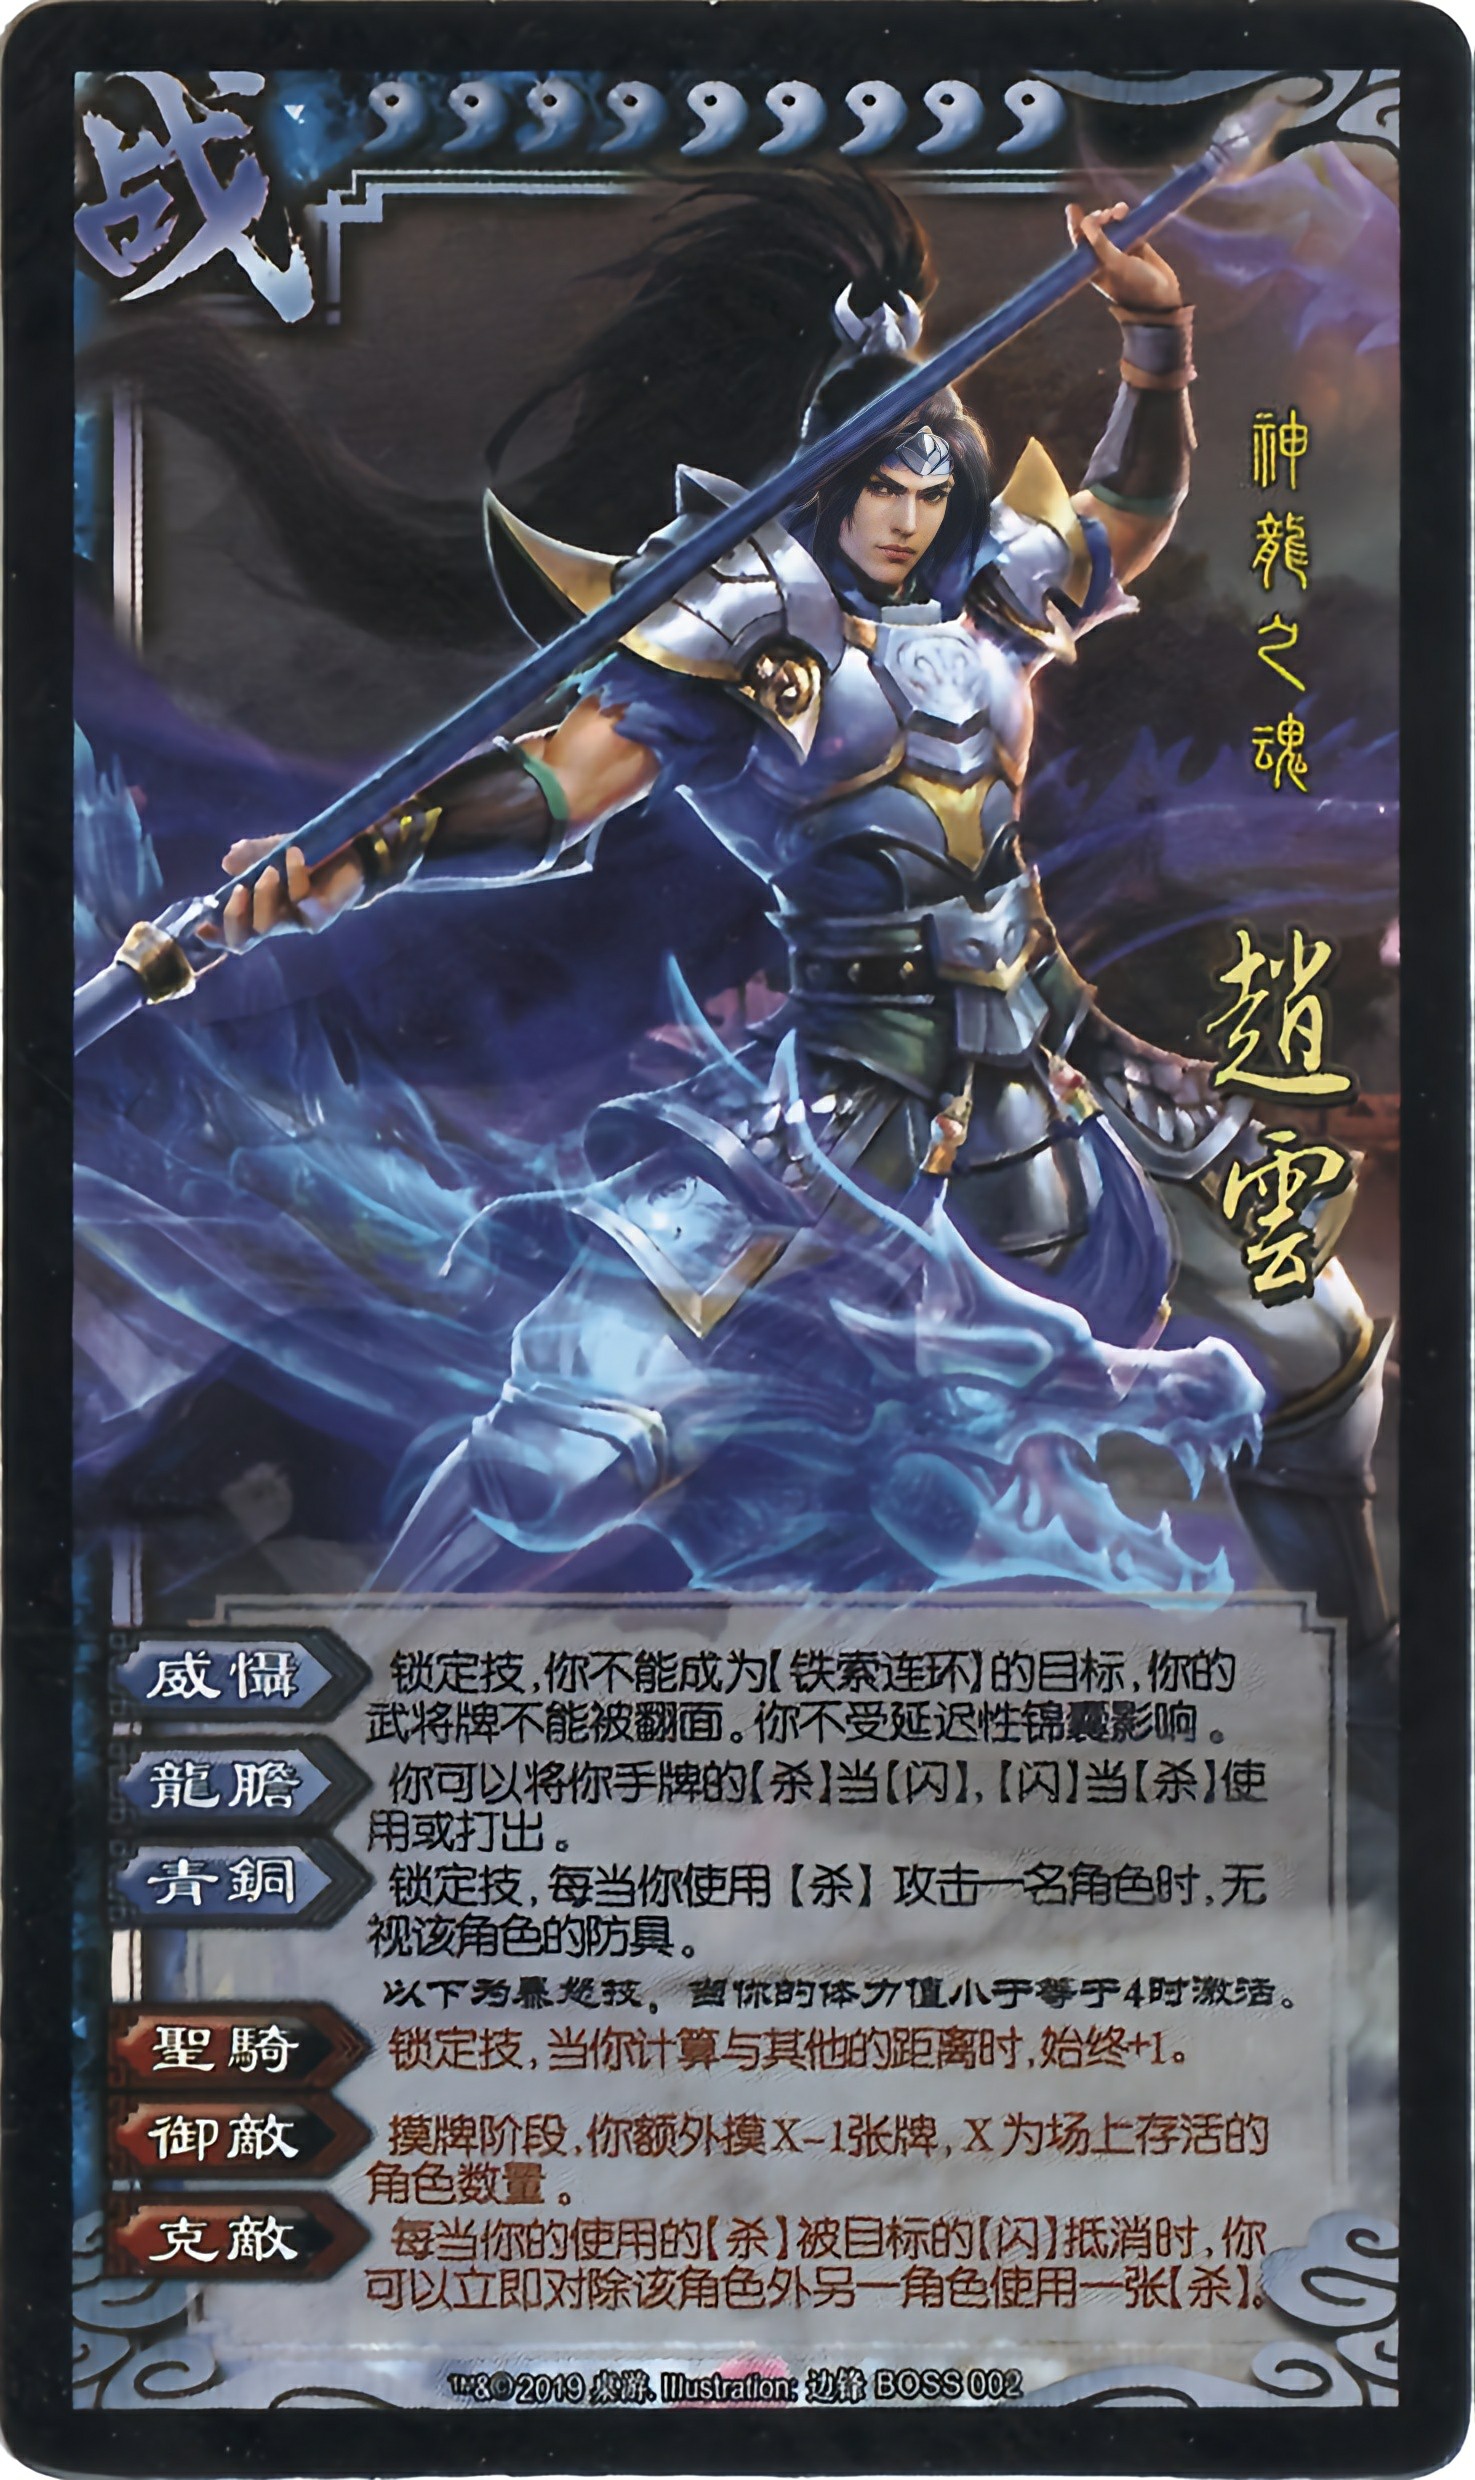 战
神龍之魂
趙雲
威懾
锁定技,你不能成为【铁索连环】的目标,你的
武将牌不能被翻面。你不受延迟性锦囊影响。
龍膽
你可以将你手牌的【杀】当【闪】,【闪】当【杀】使
用或打出。
青銅
锁定技,每当你使用【杀】攻击一名角色时,无
视该角色的防具。
以下为暴怒技，当你的体力值小于等于4时激活。
聖騎
锁定技,当你计算与其他的距离时,始终+1。
御敵
摸牌阶段,你额外摸X-1张牌,X为场上存活的
角色数量。
克敵
每当你的使用的【杀】被目标的【闪】抵消时,你
可以立即对除该角色外另一角色使用一张【杀】。
™&©2019 桌游. Illustration: 边锋 BOSS 002